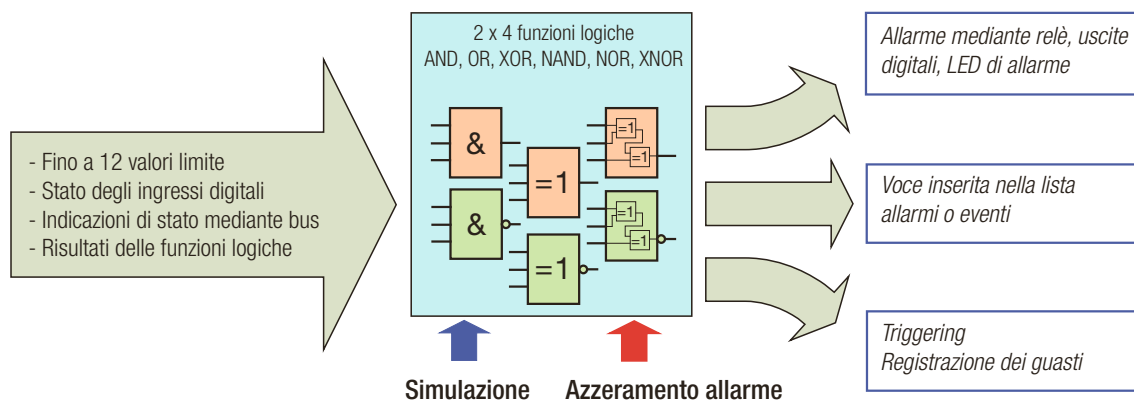 - Fino a 12 valori limite
- Stato degli ingressi digitali
- Indicazioni di stato mediante bus
- Risultati delle funzioni logiche
2 x 4 funzioni logiche
AND, OR, XOR, NAND, NOR, XNOR
&
=1
=1
=1
&
=1
=1
=1
Simulazione
Azzeramento allarme
Allarme mediante relè, uscite
digitali, LED di allarme
Voce inserita nella lista
allarmi o eventi
Triggering
Registrazione dei guasti